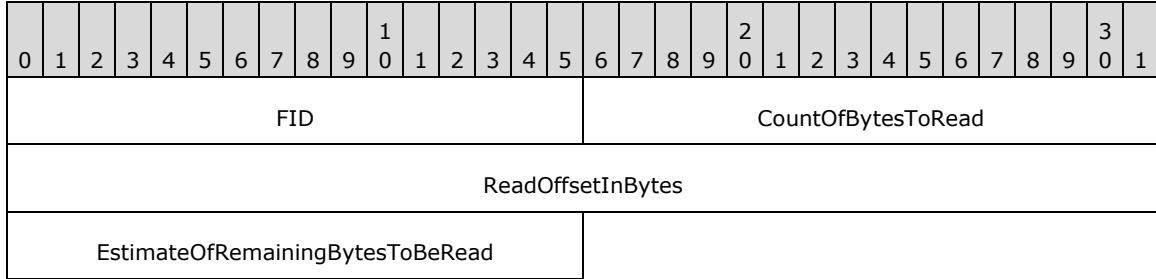 0 1 2 3 4 5 6 7 8 9 1 0 1 2 3 4 5 6 7 8 9 2 0 1 2 3 4 5 6 7 8 9 3 0 1
FID CountOfBytesToRead
ReadOffsetInBytes
EstimateOfRemainingBytesToBeRead